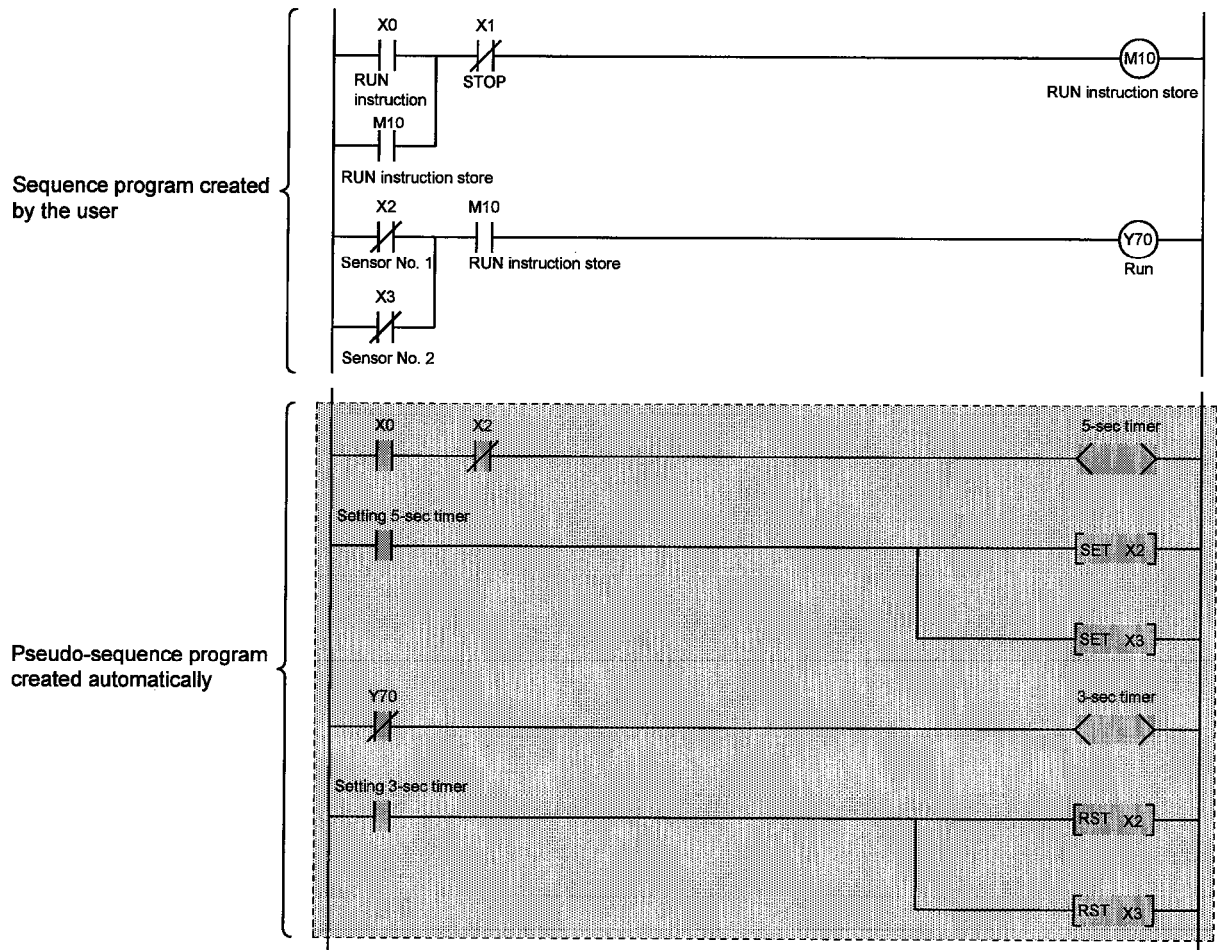 X0 X1
M10
RUN
instruction
STOP
RUN instruction store
M10
RUN instruction store
Sequence program created
by the user
X2 M10
Y70
Sensor No. 1 RUN instruction store
Run
X3
Sensor No. 2
X0 X2 5-sec timer
Setting 5-sec timer
SET X2
SET X3
Pseudo-sequence program
created automatically
Y70 3-sec timer
Setting 3-sec timer
RST X2
RST X3